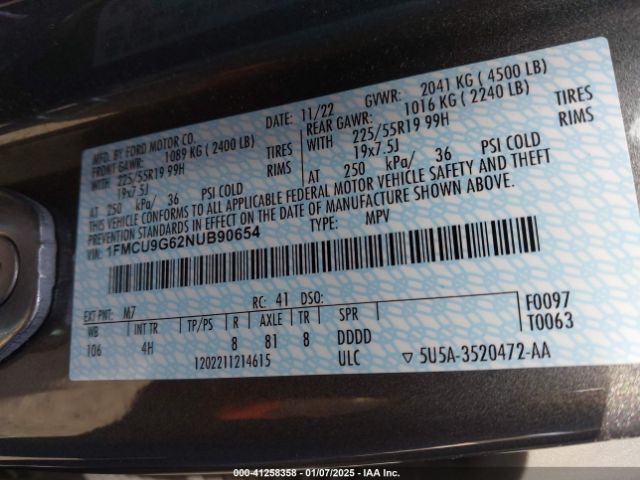 MFD. BY FORD MOTOR CO.
DATE: 11/22 GVWR: 2041 KG ( 4500 LB)
FRONT GAWR: 1089 KG ( 2400 LB)
REAR GAWR: 1016 KG ( 2240 LB)
WITH 225/55R19 99H TIRES
WITH 225/55R19 99H TIRES
19x7.5J RIMS
19x7.5J RIMS
AT 250 kPa/ 36 PSI COLD
AT 250 kPa/ 36 PSI COLD
THIS VEHICLE CONFORMS TO ALL APPLICABLE FEDERAL MOTOR VEHICLE SAFETY AND THEFT
PREVENTION STANDARDS IN EFFECT ON THE DATE OF MANUFACTURE SHOWN ABOVE.
VIN: 1FMCU9G62NUB90654 TYPE: MPV
EXT PNT: M7 RC: 41 DSO: F0097
WB INT TR TP/PS R AXLE TR SPR T0063
106 4H 8 81 8 DDDD
1202211214615 ULC ▽ 5U5A-3520472-AA
000-41258358 | 01/07/2025 | IAA Inc.